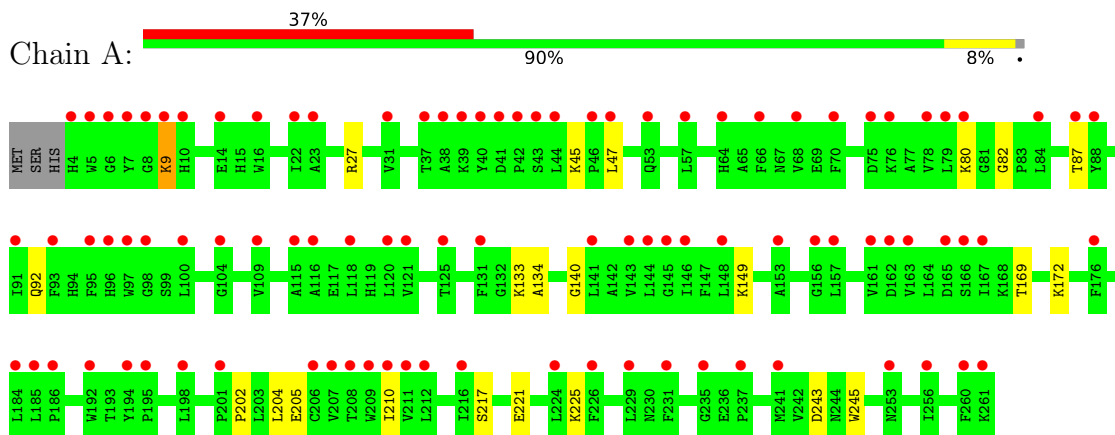 37%
Chain A:
90% 8% •
MET SER HIS H4 W5 G6 Y7 G8 K9 H10 E14 H15 W16 I22 A23 R27 V31 T37 A38 K39 Y40 D41 P42 S43 L44 K45 P46 L47 Q53 L57 H64 A65 F66 N67 V68 E69 F70 D75 K76 A77 V78 L79 K80 G81 G82 P83 L84 T87 Y88
I91 Q92 F93 H94 F95 H96 W97 G98 S99 L100 G104 V109 A115 A116 E117 L118 H119 L120 V121 T125 F131 G132 K133 A134 G140 L141 A142 V143 L144 G145 I146 F147 L148 K149 A153 G156 L157 V161 D162 V163 L164 D165 S166 I167 K168 T169 K172 F176
L184 L185 P186 W192 T193 Y194 P195 L198 P201 P202 L203 L204 E205 C206 V207 T208 W209 I210 V211 L212 I216 S217 E221 L224 K225 F226 L229 N230 F231 G235 E236 P237 M241 V242 D243 N244 W245 N253 I256 F260 K261